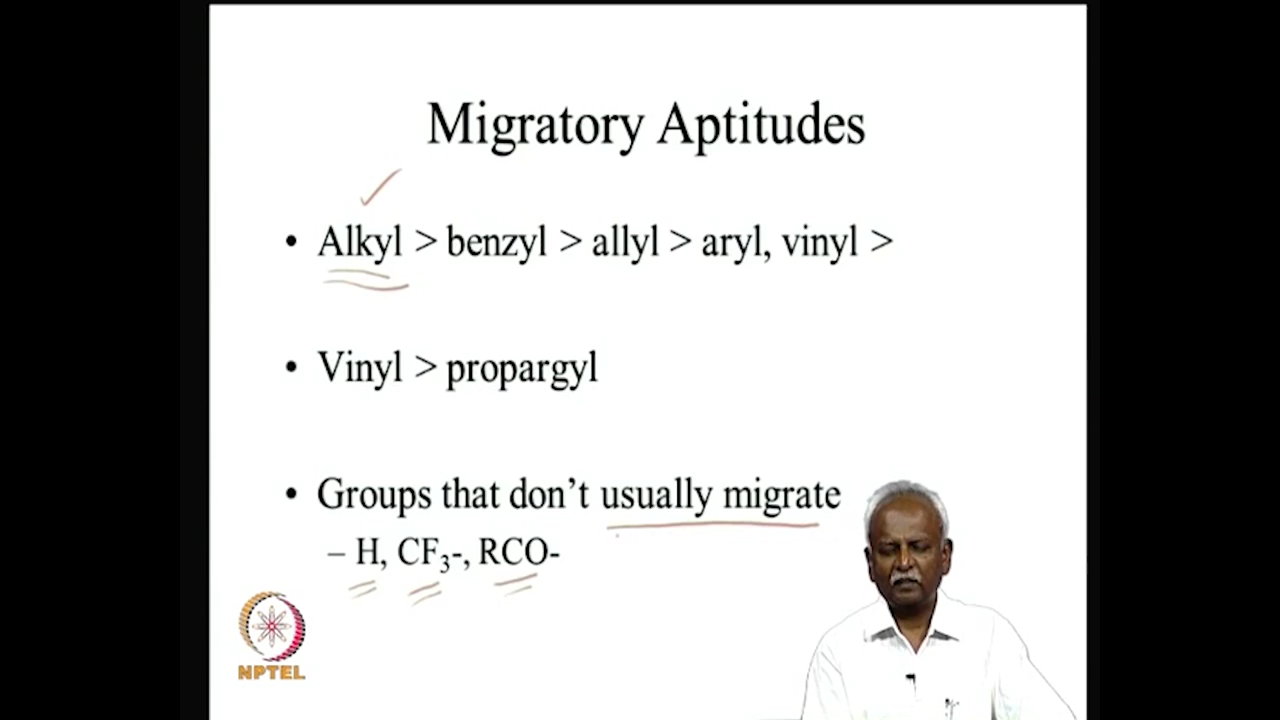 Migratory Aptitudes
• Alkyl > benzyl > allyl > aryl, vinyl >
• Vinyl > propargyl
• Groups that don't usually migrate
– H, CF₃-, RCO-
NPTEL